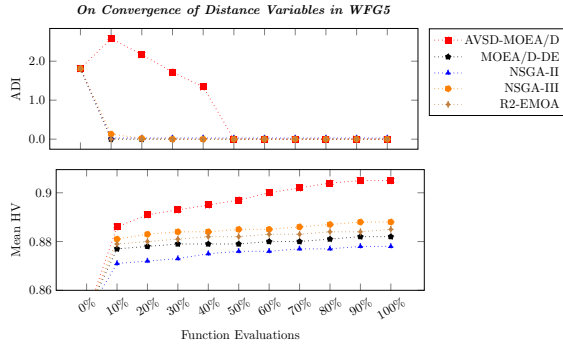 On Convergence of Distance Variables in WFG5
AVSD-MOEA/D
MOEA/D-DE
NSGA-II
NSGA-III
R2-EMOA
ADI
2.0
1.0
0.0
Mean HV
0.9
0.88
0.86
0% 10% 20% 30% 40% 50% 60% 70% 80% 90% 100%
Function Evaluations